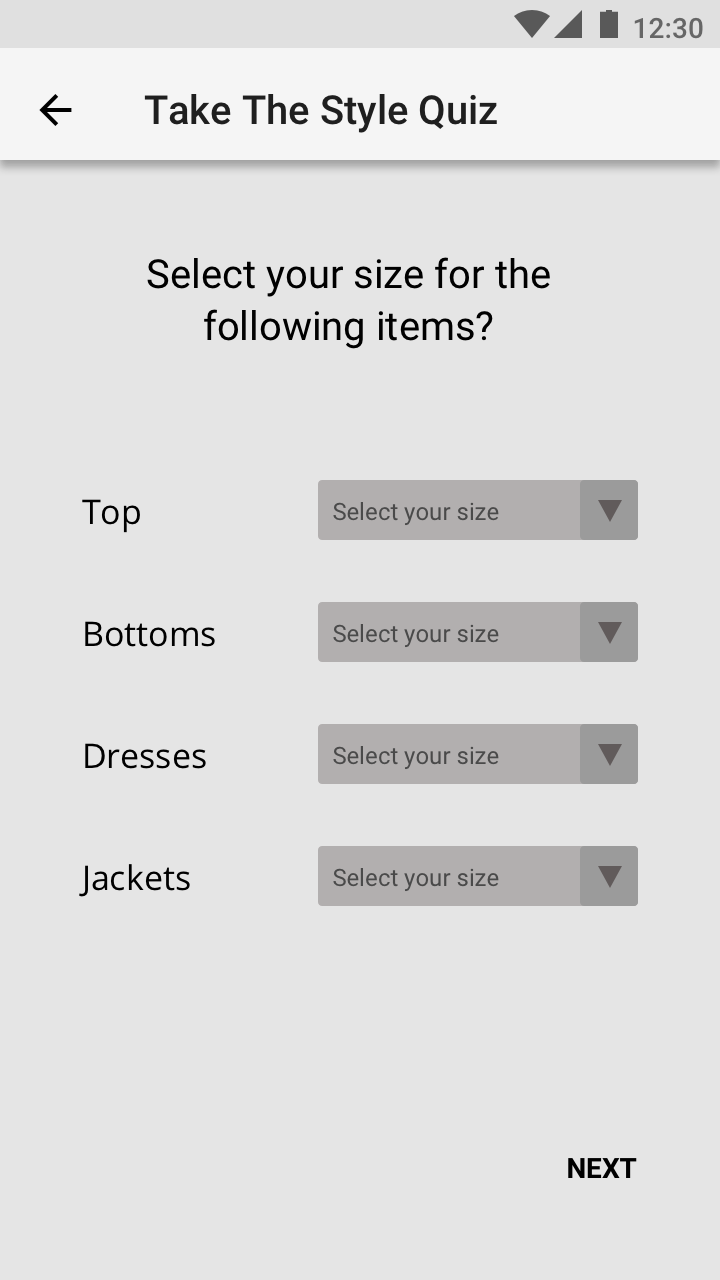 12:30
Take The Style Quiz
Select your size for the
following items?
Top
Select your size
Bottoms
Select your size
Dresses
Select your size
Jackets
Select your size
NEXT